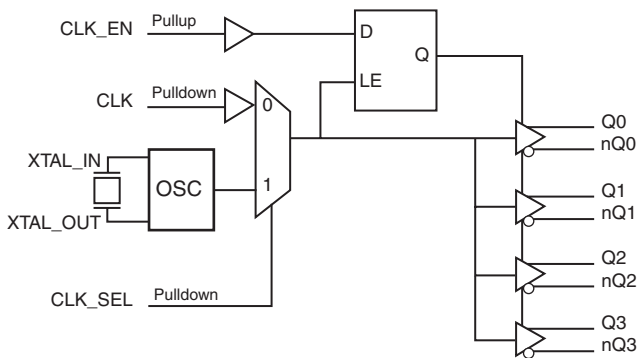 CLK_EN Pullup
D
Q
LE
CLK Pulldown
0
Q0
nQ0
XTAL_IN
OSC
1
XTAL_OUT
Q1
nQ1
Q2
nQ2
CLK_SEL Pulldown
Q3
nQ3